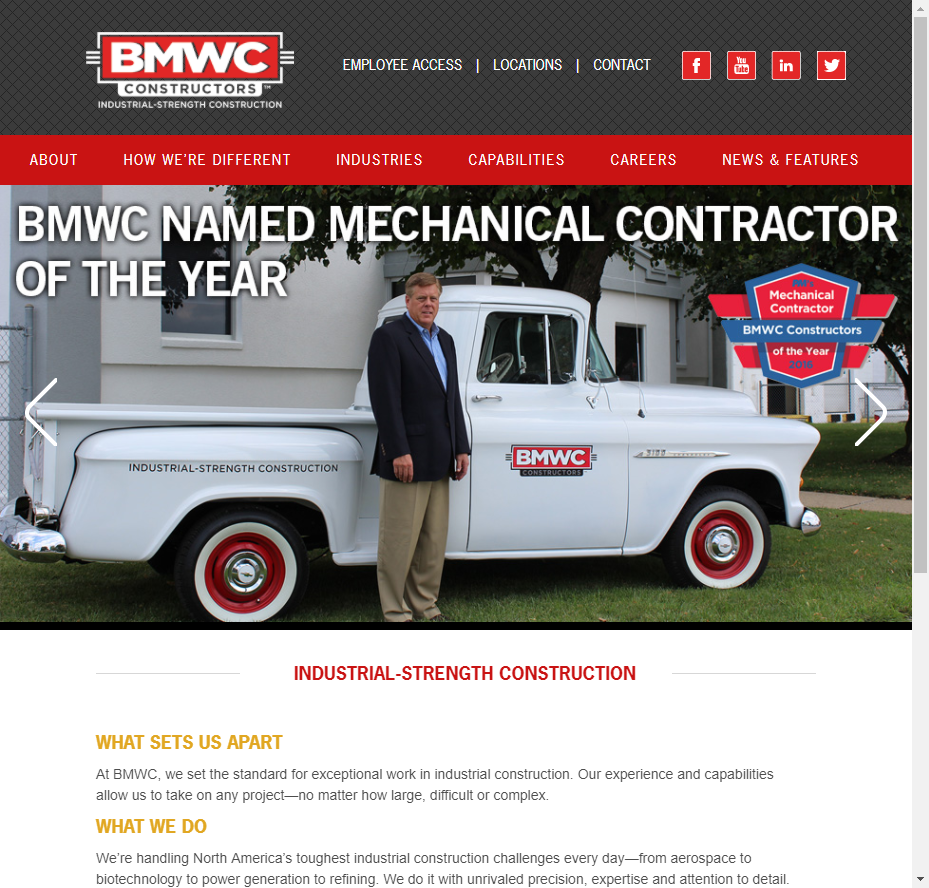 BMWC
CONSTRUCTORS™
INDUSTRIAL-STRENGTH CONSTRUCTION
EMPLOYEE ACCESS | LOCATIONS | CONTACT
f
You
Tube
in
ABOUT
HOW WE'RE DIFFERENT
INDUSTRIES
CAPABILITIES
CAREERS
NEWS & FEATURES
BMWC NAMED MECHANICAL CONTRACTOR
OF THE YEAR
Mechanical
Contractor
BMWC Constructors
of the Year
2016
INDUSTRIAL-STRENGTH CONSTRUCTION
BMWC
CONSTRUCTORS
INDUSTRIAL-STRENGTH CONSTRUCTION
WHAT SETS US APART
At BMWC, we set the standard for exceptional work in industrial construction. Our experience and capabilities
allow us to take on any project—no matter how large, difficult or complex.
WHAT WE DO
We’re handling North America’s toughest industrial construction challenges every day—from aerospace to
biotechnology to power generation to refining. We do it with unrivaled precision, expertise and attention to detail.